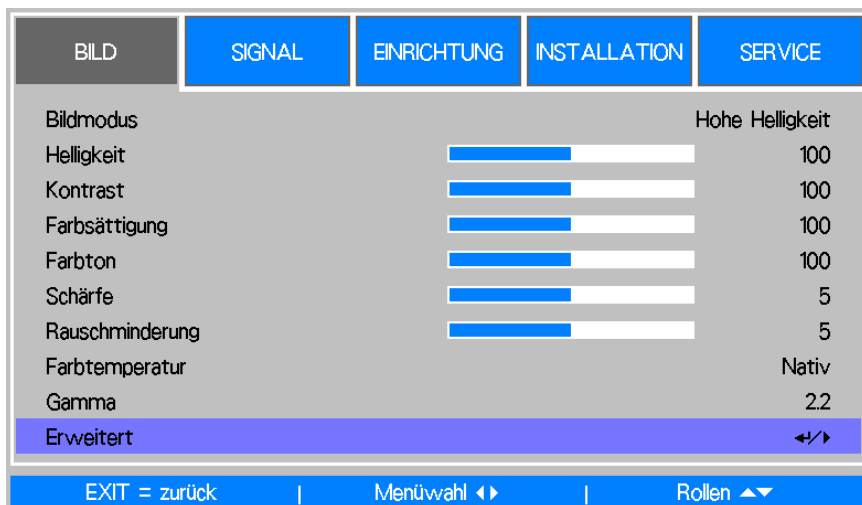 BILD SIGNAL EINRICHTUNG INSTALLATION SERVICE
Bildmodus Hohe Helligkeit
Helligkeit 100
Kontrast 100
Farbsättigung 100
Farbton 100
Schärfe 5
Rauschminderung 5
Farbtemperatur Nativ
Gamma 2.2
Erweitert
EXIT = zurück | Menüwahl | Rollen